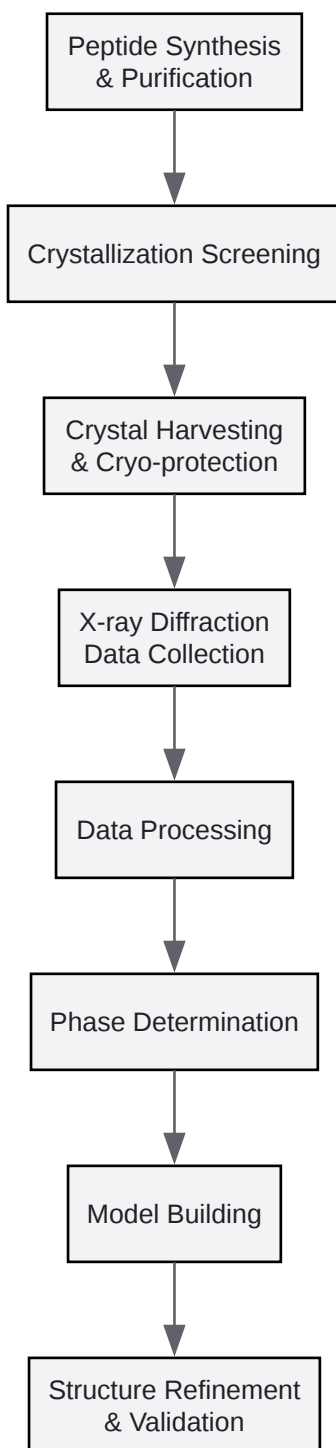 Peptide Synthesis
& Purification
Crystallization Screening
Crystal Harvesting
& Cryo-protection
X-ray Diffraction
Data Collection
Data Processing
Phase Determination
Model Building
Structure Refinement
& Validation